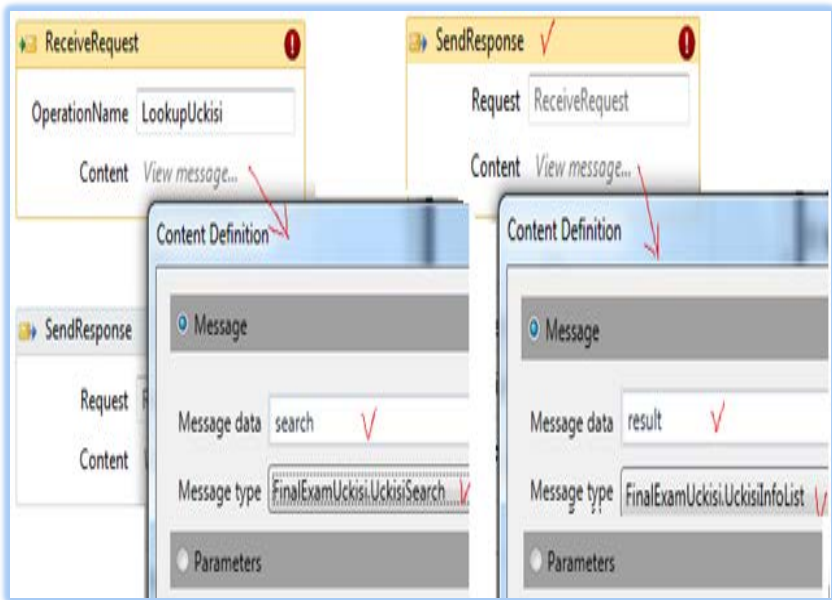 ReceiveRequest
OperationName LookupUckisi
Content View message...
SendResponse
Request ReceiveRequest
Content View message...
Content Definition
Message
Message data search
Message type FinalExamUckisi.UckisiSearch
Parameters
Content Definition
Message
Message data result
Message type FinalExamUckisi.UckisiInfoList
Parameters
SendResponse
Request
Content